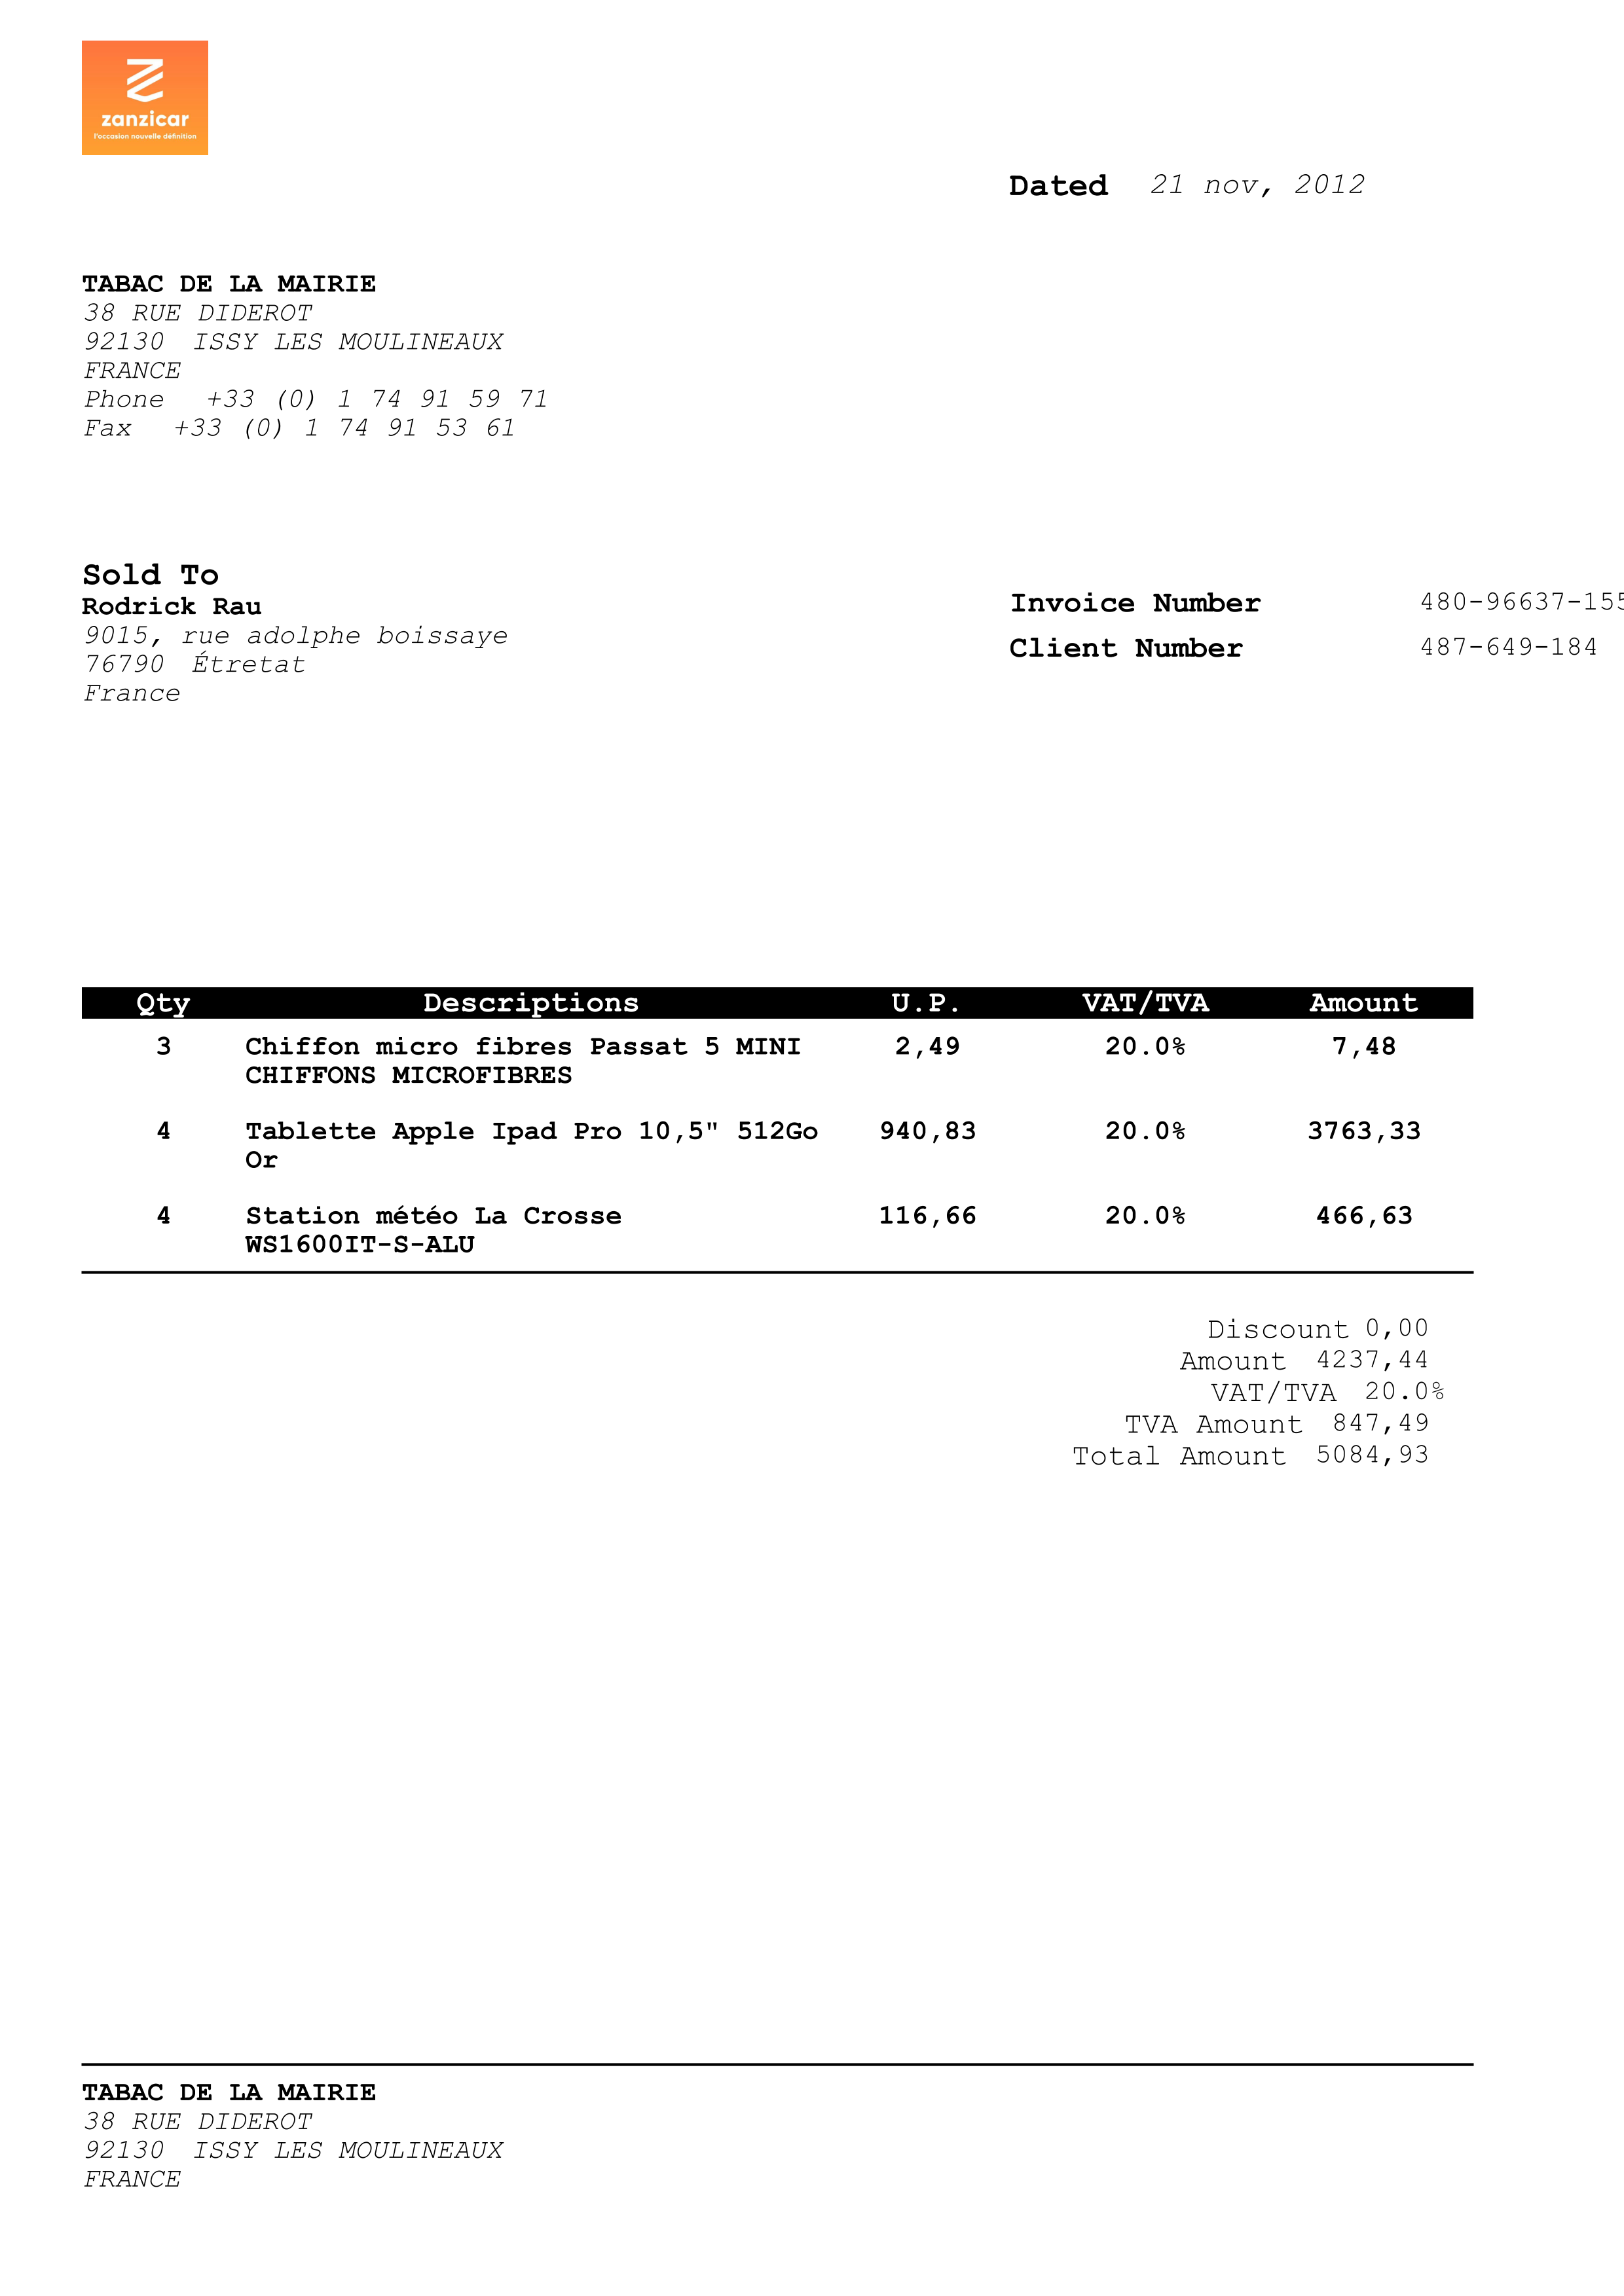 zanzicar
l'occasion nouvelle définition
Dated 21 nov, 2012
TABAC DE LA MAIRIE
38 RUE DIDEROT
92130 ISSY LES MOULINEAUX
FRANCE
Phone +33 (0) 1 74 91 59 71
Fax +33 (0) 1 74 91 53 61
Sold To
Rodrick Rau
9015, rue adolphe boissaye
76790 Étretat
France
Invoice Number 480-96637-155
Client Number 487-649-184
Qty Descriptions U.P. VAT/TVA Amount
3 Chiffon micro fibres Passat 5 MINI 2,49 20.0% 7,48
CHIFFONS MICROFIBRES
4 Tablette Apple Ipad Pro 10,5" 512Go 940,83 20.0% 3763,33
Or
4 Station météo La Crosse 116,66 20.0% 466,63
WS1600IT-S-ALU
Discount 0,00
Amount 4237,44
VAT/TVA 20.0%
TVA Amount 847,49
Total Amount 5084,93
TABAC DE LA MAIRIE
38 RUE DIDEROT
92130 ISSY LES MOULINEAUX
FRANCE